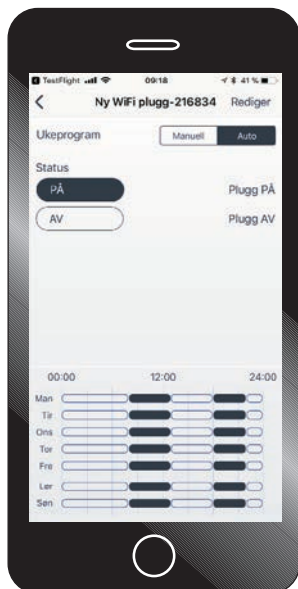 TestFlight 09:18 41 %
Ny WiFi plugg-216834 Rediger
Ukeprogram Manuell Auto
Status
PÅ Plugg PÅ
AV Plugg AV
00:00 12:00 24:00
Man
Tir
Ons
Tor
Fre
Lør
Søn